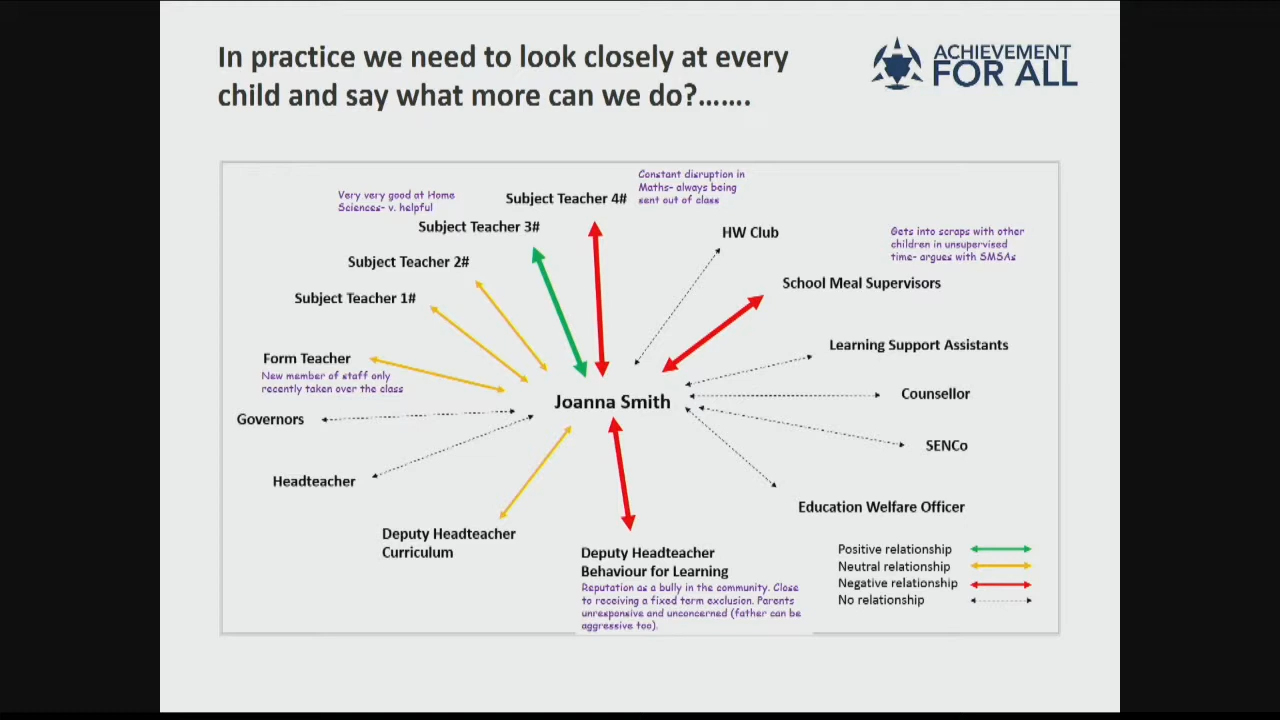 In practice we need to look closely at every
child and say what more can we do?.......
ACHIEVEMENT
FOR ALL
Constant disruption in
Maths- always being
sent out of class
Very very good at Home
Sciences- v. helpful
Subject Teacher 4#
Subject Teacher 3#
HW Club
Gets into scraps with other
children in unsupervised
time- argues with SMSAs
Subject Teacher 2#
School Meal Supervisors
Subject Teacher 1#
Learning Support Assistants
Form Teacher
New member of staff only
recently taken over the class
Counsellor
Joanna Smith
Governors
SENCo
Headteacher
Education Welfare Officer
Deputy Headteacher
Curriculum
Deputy Headteacher
Behaviour for Learning
Reputation as a bully in the community. Close
to receiving a fixed term exclusion. Parents
unresponsive and unconcerned (father can be
aggressive too).
Positive relationship
Neutral relationship
Negative relationship
No relationship